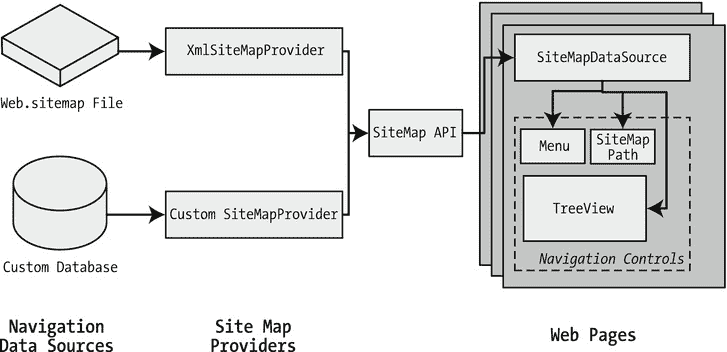 Web.sitemap File
XmlSiteMapProvider
SiteMap API
Custom SiteMapProvider
Custom Database
SiteMapDataSource
Menu
SiteMap
Path
TreeView
Navigation Controls
Navigation
Data Sources
Site Map
Providers
Web Pages